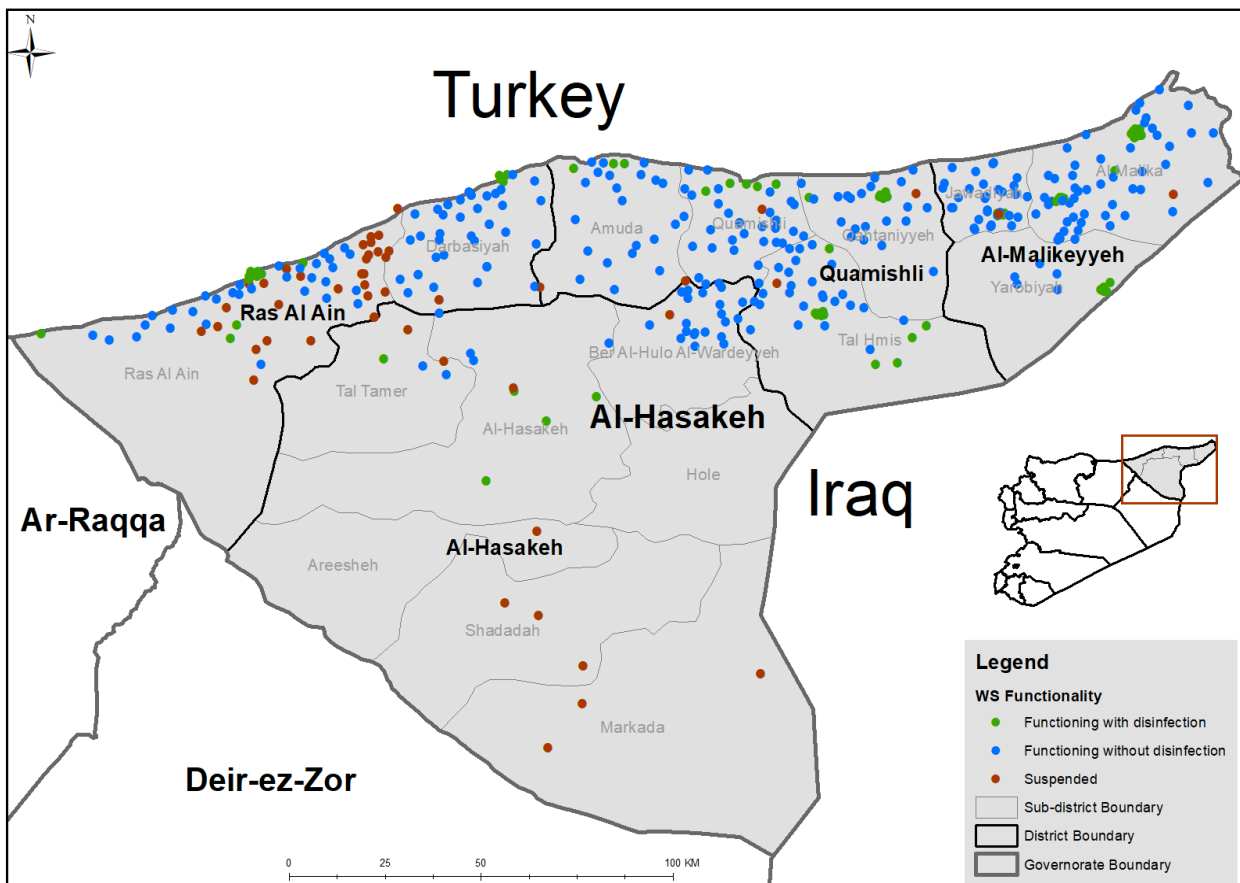 N
Turkey
Al Malika
Jawadiyah
Quamishli
Amuda
Qahtaniyyeh
Darbasiyah
Al-Malikeyyeh
Quamishli
Yarobiyah
Ras Al Ain
Tal Hmis
Ber Al-Hulo Al-Wardeyyeh
Ras Al Ain
Tal Tamer
Al-Hasakeh
Al-Hasakeh
Hole
Iraq
Ar-Raqqa
Al-Hasakeh
Areesheh
Shadadah
Markada
Deir-ez-Zor
Legend
WS Functionality
Functioning with disinfection
Functioning without disinfection
Suspended
Sub-district Boundary
District Boundary
Governorate Boundary
0 25 50 100 KM